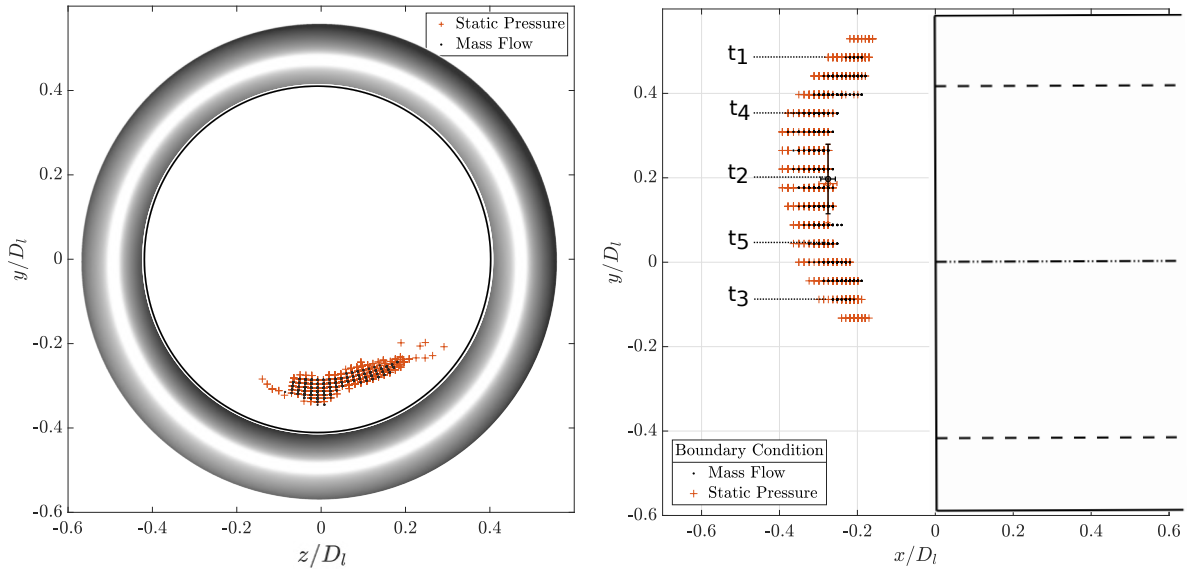 Static Pressure
Mass Flow
0.4
0.2
0
-0.2
-0.4
-0.6
y/D_l
-0.6
-0.4
-0.2
0
0.2
0.4
z/D_l
t1
t4
t2
t5
t3
0.4
0.2
0
-0.2
-0.4
-0.6
y/D_l
Boundary Condition
Mass Flow
Static Pressure
-0.6
-0.4
-0.2
0
0.2
0.4
0.6
x/D_l